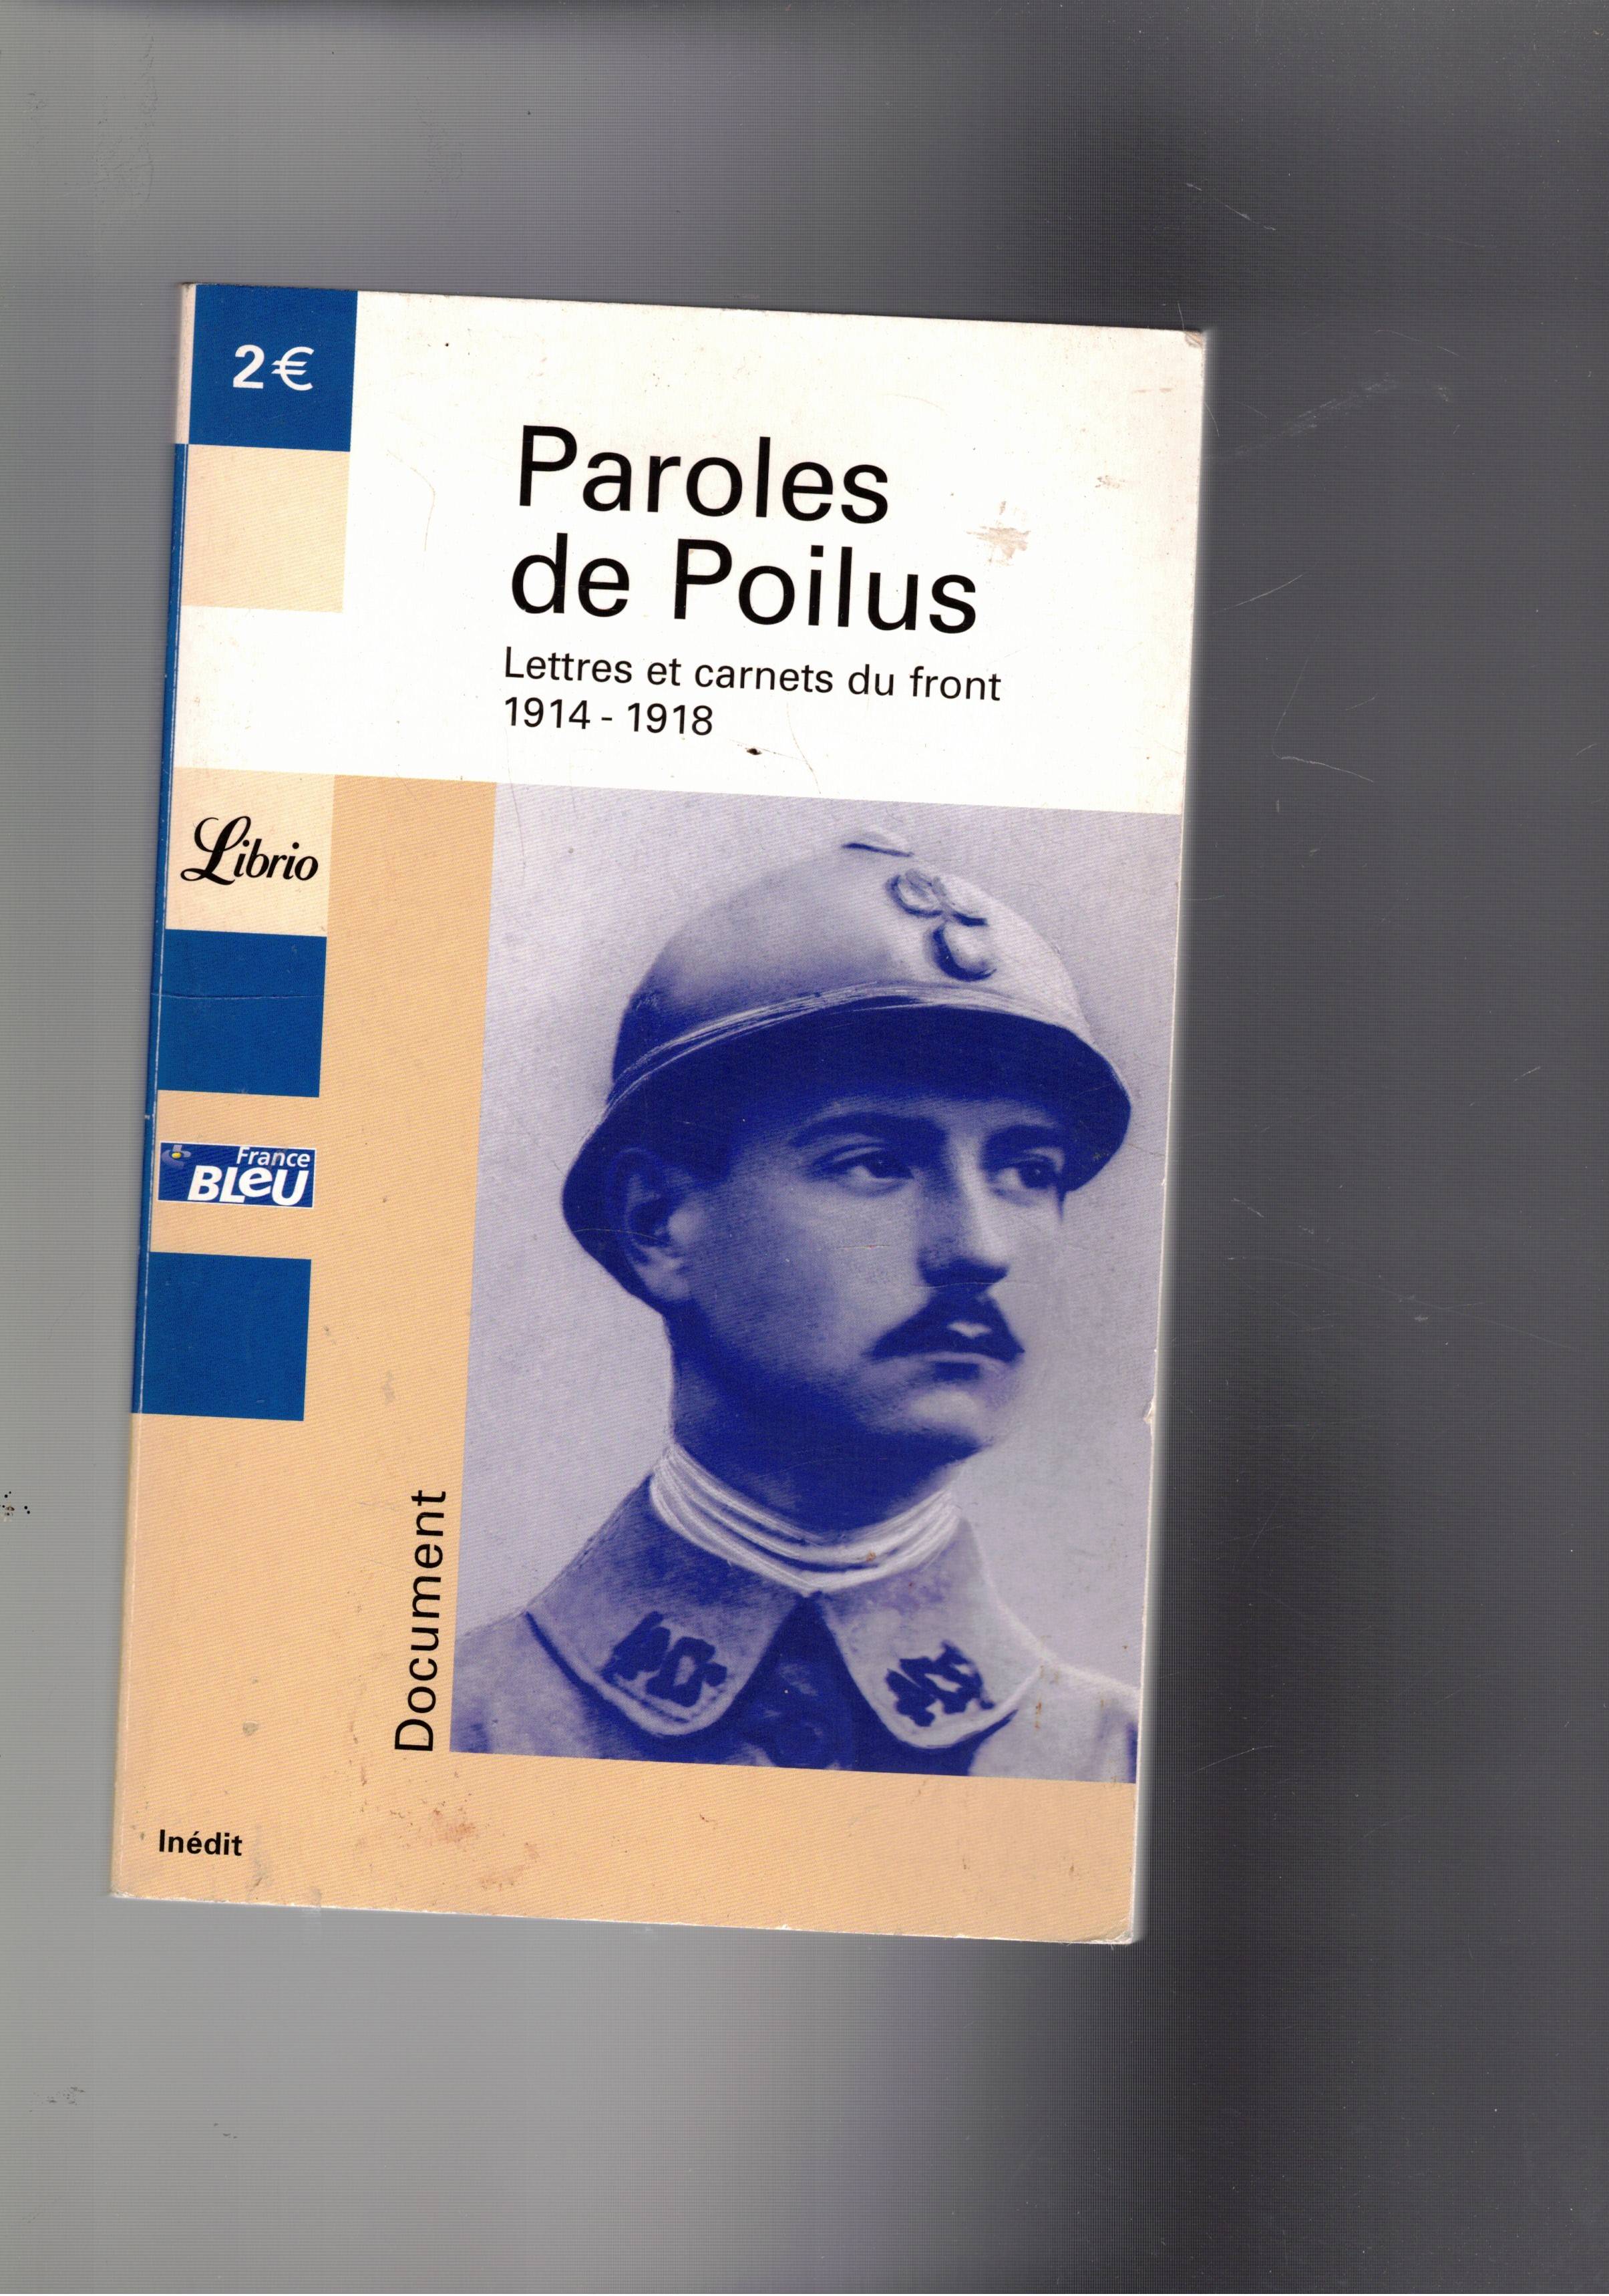 2€
Paroles
de Poilus
Lettres et carnets du front
1914 - 1918
Librio
France
BLeU
Document
Inédit